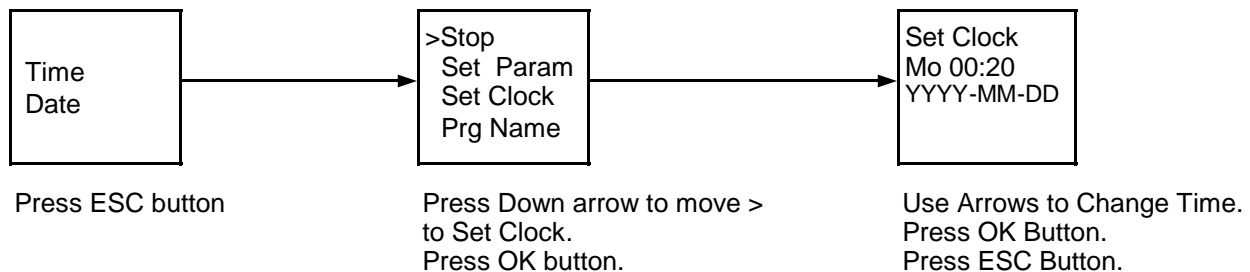 Time
Date
Press ESC button
>Stop
Set Param
Set Clock
Prg Name
Press Down arrow to move >
to Set Clock.
Press OK button.
Set Clock
Mo 00:20
YYYY-MM-DD
Use Arrows to Change Time.
Press OK Button.
Press ESC Button.